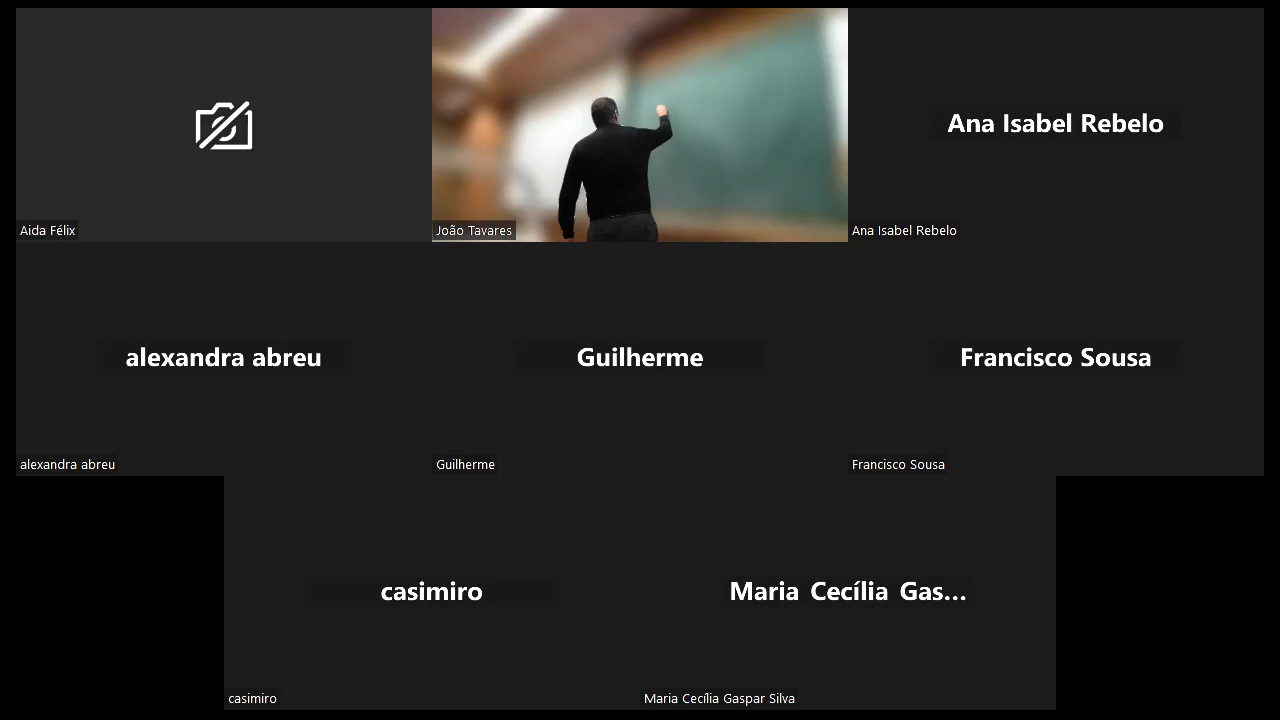 Aida Félix
João Tavares
Ana Isabel Rebelo
Ana Isabel Rebelo
alexandra abreu
alexandra abreu
Guilherme
Guilherme
Francisco Sousa
Francisco Sousa
casimiro
casimiro
Maria Cecília Gas...
Maria Cecília Gaspar Silva